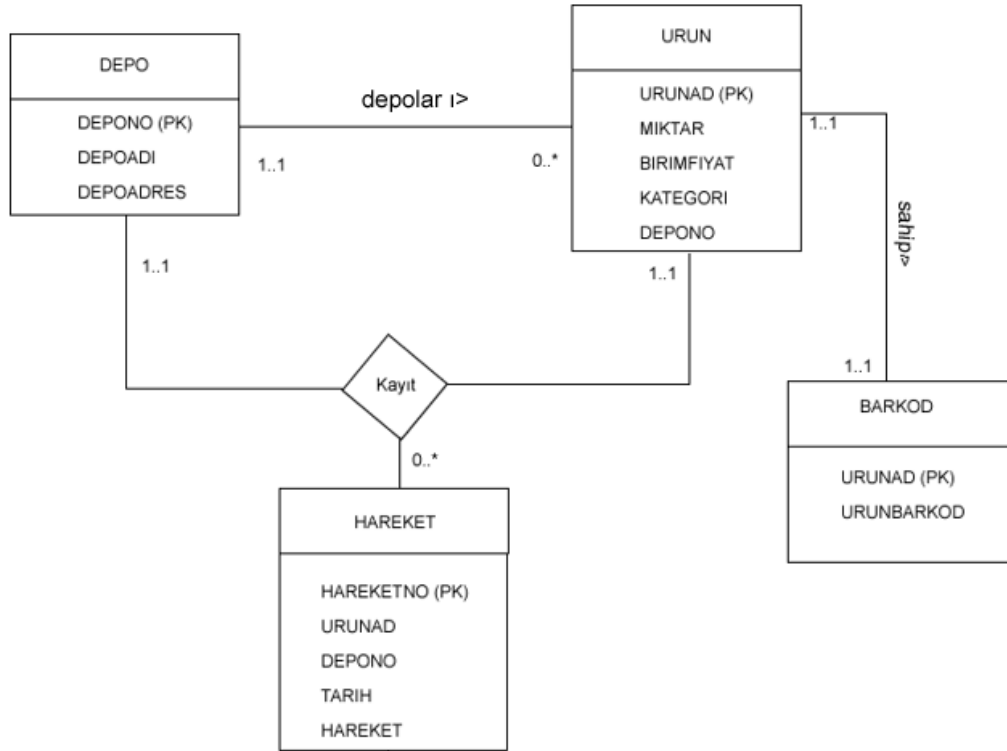 DEPO
DEPONO (PK)
DEPOADI
DEPOADRES
depolar ı>
1..1
0..*
URUN
URUNAD (PK)
MIKTAR
BIRIMFIYAT
KATEGORI
DEPONO
1..1
sahipı>
1..1
BARKOD
URUNAD (PK)
URUNBARKOD
1..1
1..1
Kayıt
0..*
HAREKET
HAREKETNO (PK)
URUNAD
DEPONO
TARIH
HAREKET